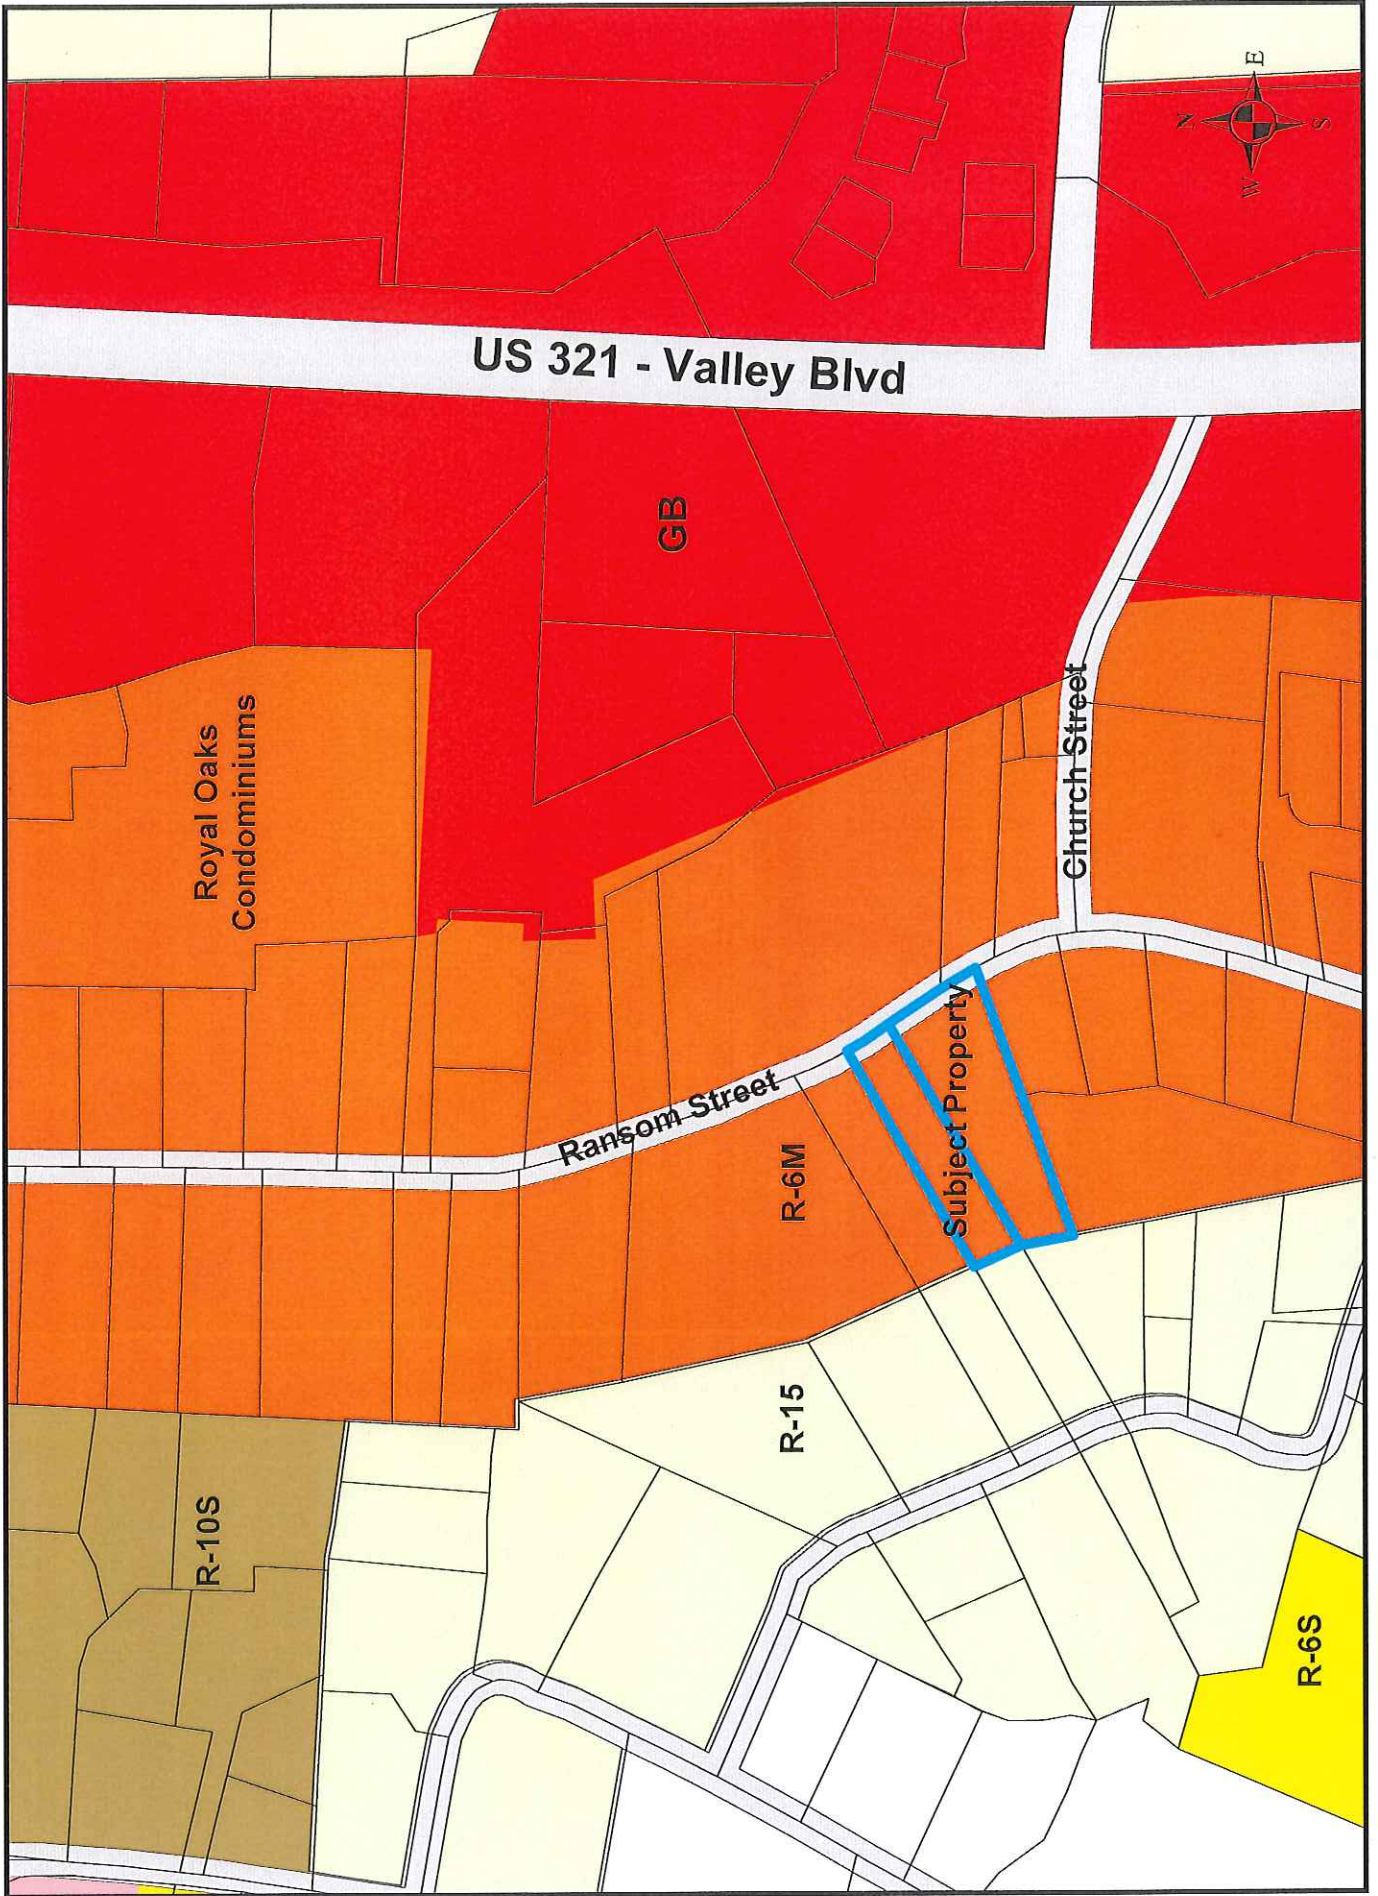 E
N
S
W
US 321 - Valley Blvd
GB
Royal Oaks
Condominiums
Church Street
Subject Property
Ransom Street
R-6M
R-15
R-10S
R-6S